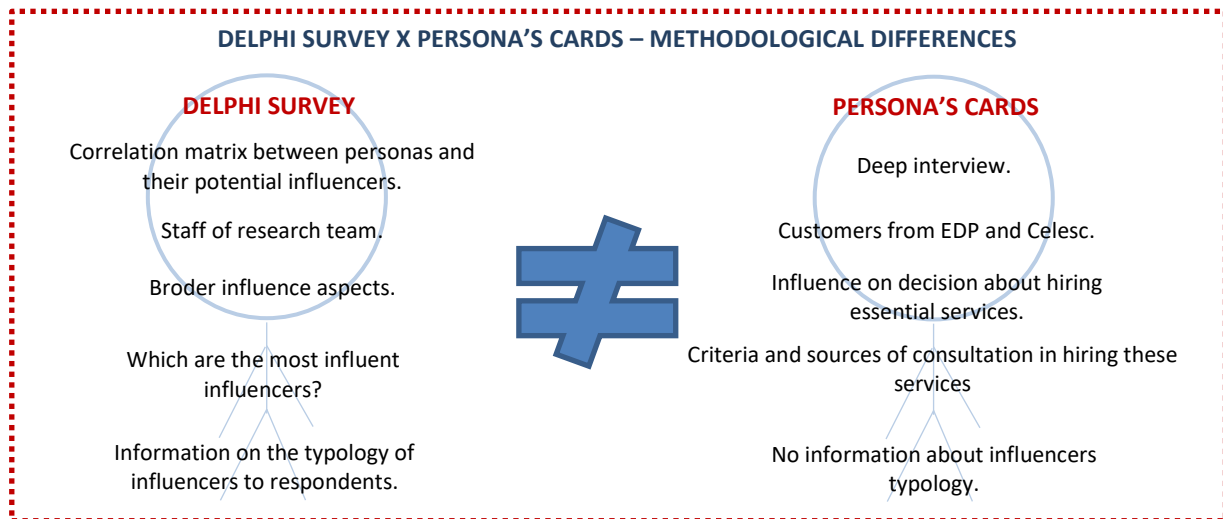 DELPHI SURVEY X PERSONA’S CARDS – METHODOLOGICAL DIFFERENCES
DELPHI SURVEY
Correlation matrix between personas and
their potential influencers.
Staff of research team.
Broder influence aspects.
Which are the most influent
influencers?
Information on the typology of
influencers to respondents.
PERSONA’S CARDS
Deep interview.
Customers from EDP and Celesc.
Influence on decision about hiring
essential services.
Criteria and sources of consultation in hiring these
services
No information about influencers
typology.